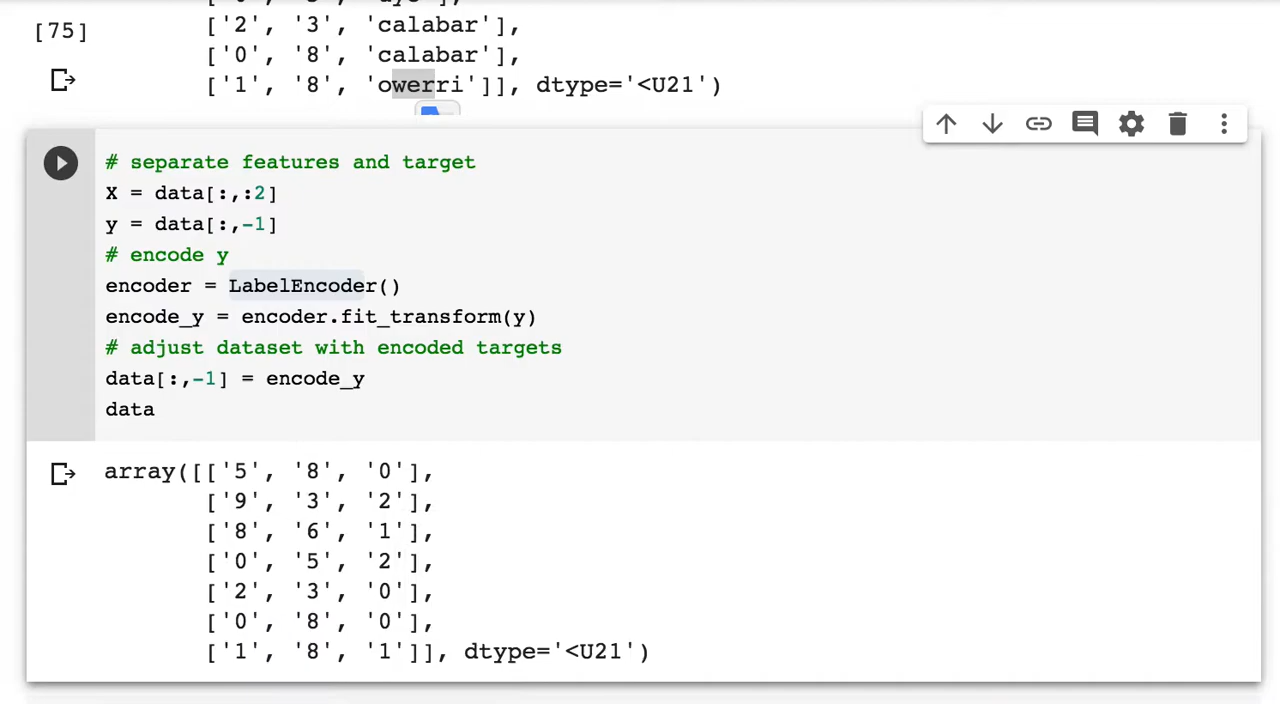 [75]
['2', '3', 'calabar'],
['0', '8', 'calabar'],
['1', '8', 'owerri']], dtype='<U21')
# separate features and target
X = data[:,:2]
y = data[:,-1]
# encode y
encoder = LabelEncoder()
encode_y = encoder.fit_transform(y)
# adjust dataset with encoded targets
data[:,-1] = encode_y
data
array([['5', '8', '0'],
['9', '3', '2'],
['8', '6', '1'],
['0', '5', '2'],
['2', '3', '0'],
['0', '8', '0'],
['1', '8', '1']], dtype='<U21')